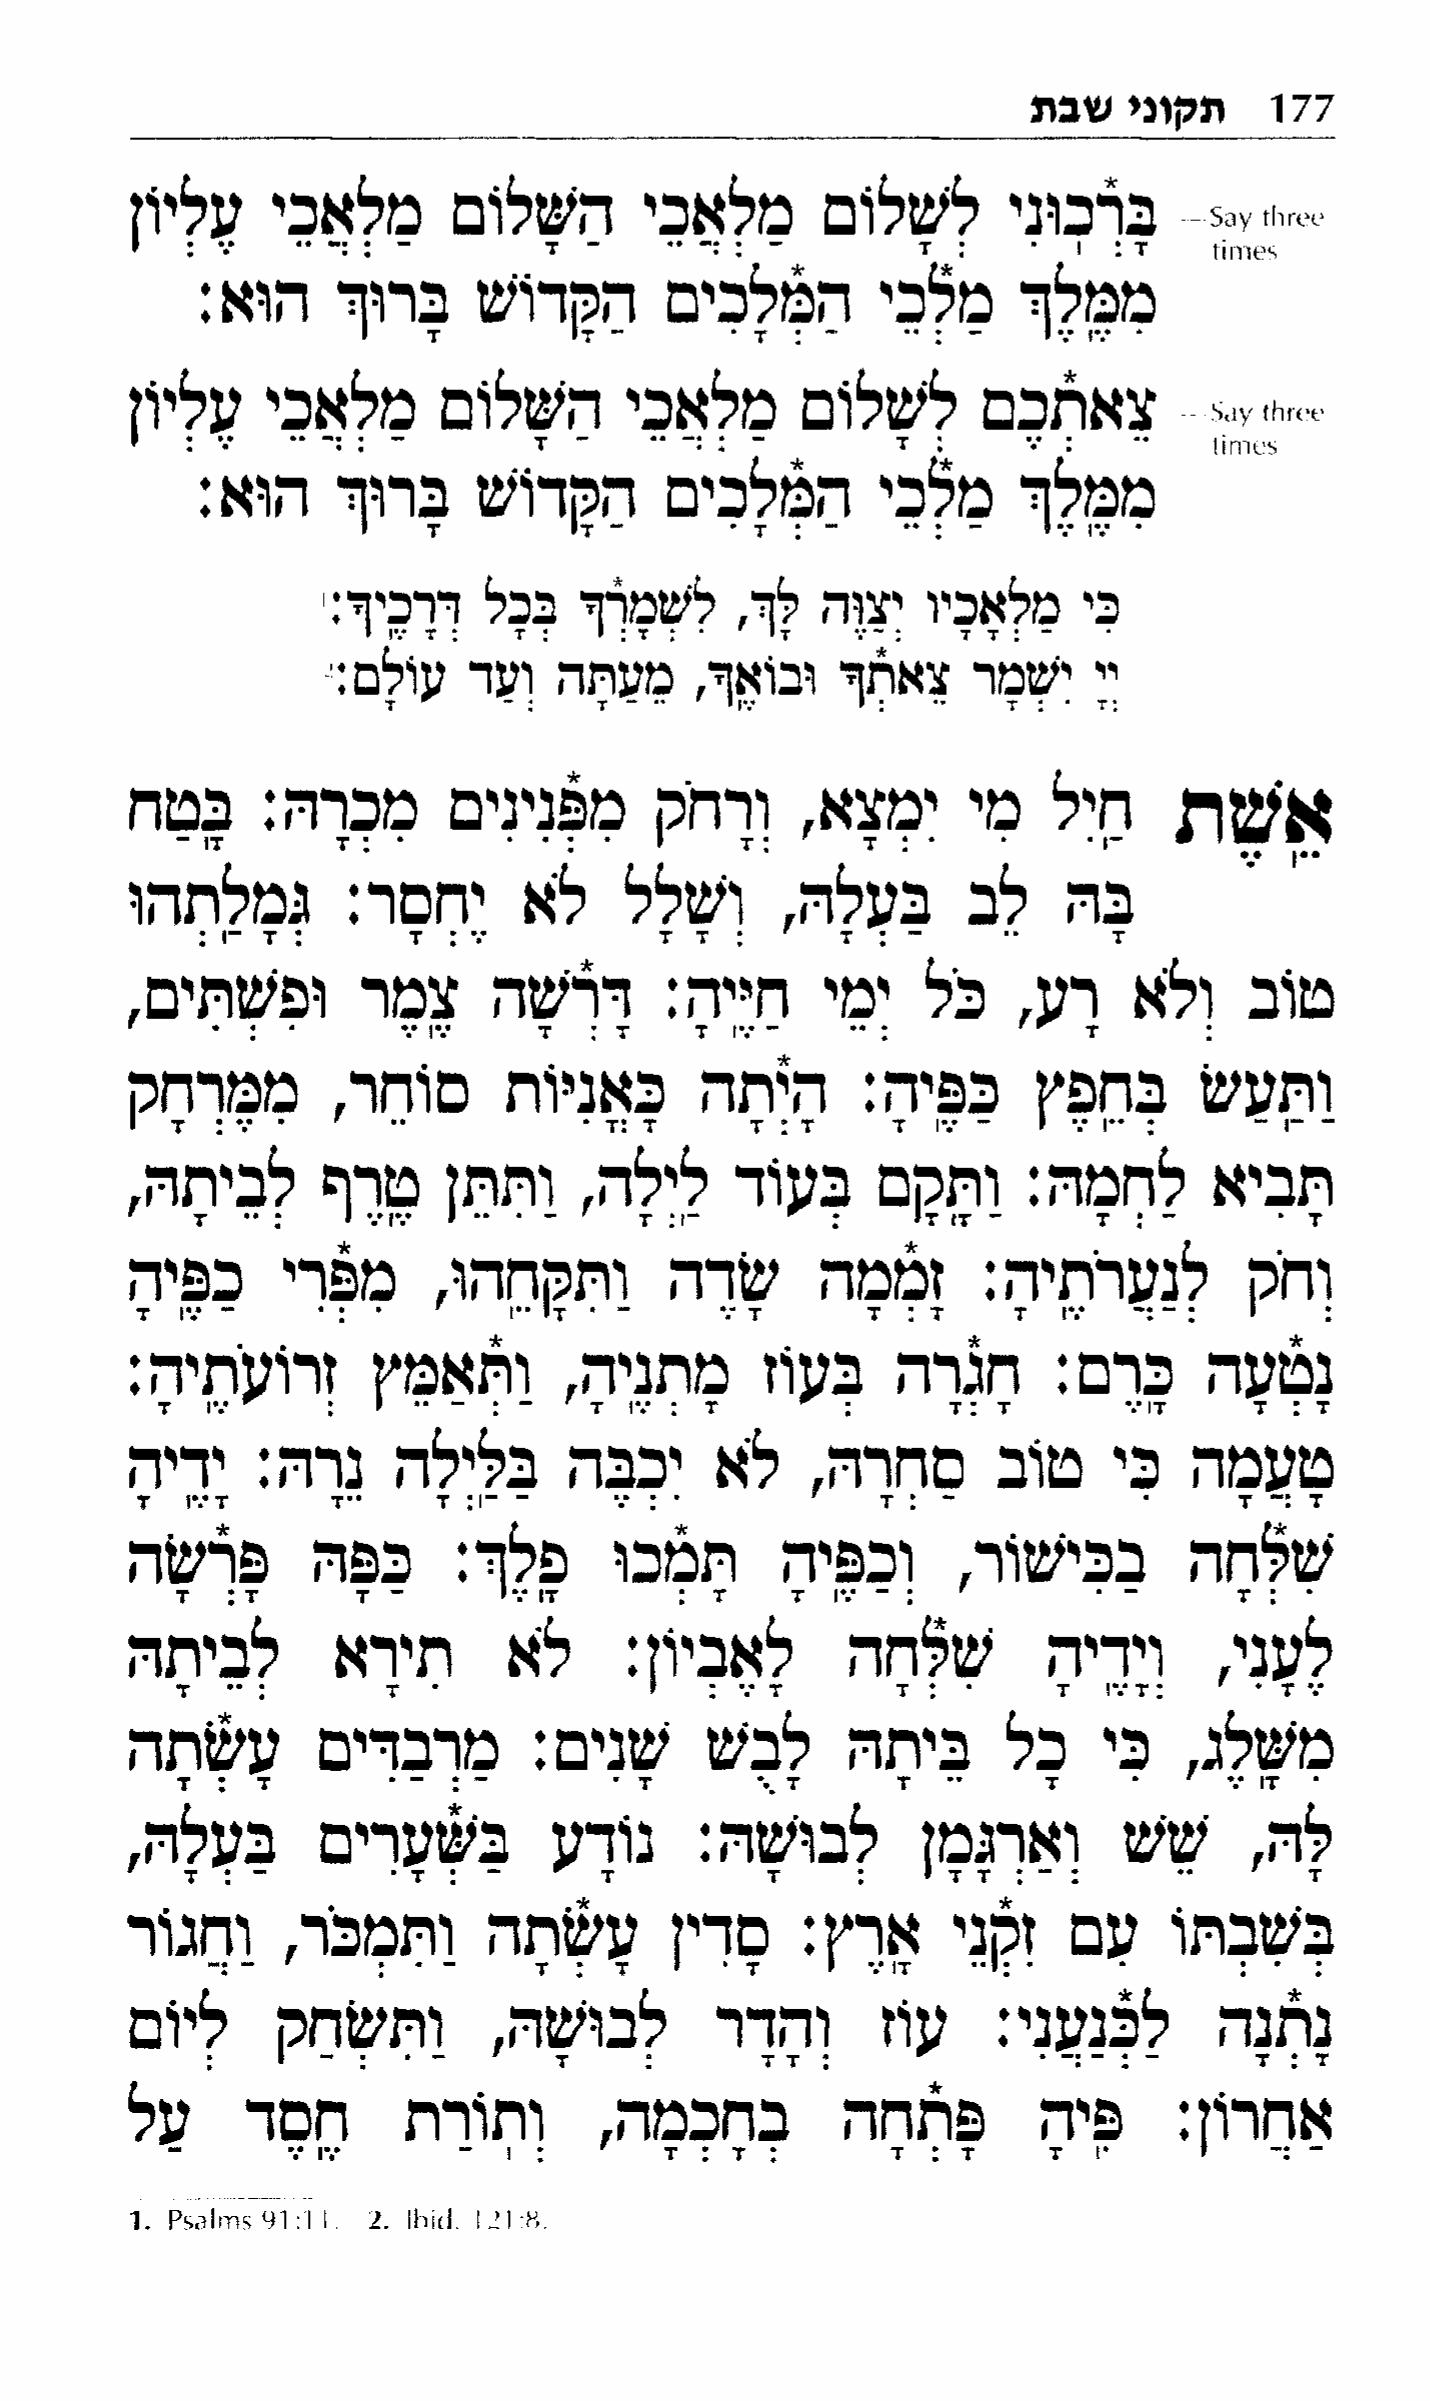 177 תקוני שבת
בָּרְֿכֽוּנִי לְשָׁלוֹם מַלְאֲכֵי הַשָּׁלוֹם מַלְאֲכֵי עֶלְיוֹן
—Say three
times
מִמֶּֽלֶךְ מַלְֿכֵי הַמְּֿלָכִים הַקָּדוֹשׁ בָּרוּךְ הוּא:
צֵאתְֿכֶם לְשָׁלוֹם מַלְאֲכֵי הַשָּׁלוֹם מַלְאֲכֵי עֶלְיוֹן
—Say three
times
מִמֶּֽלֶךְ מַלְֿכֵי הַמְּֿלָכִים הַקָּדוֹשׁ בָּרוּךְ הוּא:
כִּי מַלְאָכָיו יְצַוֶּה לָּךְ, לִשְׁמָרְֿךָ בְּכָל דְּרָכֶֽיךָ:¹
יְיָ יִשְׁמָר צֵאתְֿךָ וּבוֹאֶֽךָ, מֵעַתָּה וְעַד עוֹלָם:²
אֵֽשֶׁת חַֽיִל מִי יִמְצָא, וְרָחֹק מִפְּֿנִינִים מִכְרָהּ: בָּֽטַח
בָּהּ לֵב בַּעְלָהּ, וְשָׁלָל לֹא יֶחְסָר: גְּמָלַֽתְהוּ
טוֹב וְלֹא רָע, כֹּל יְמֵי חַיֶּֽיהָ: דָּרְֿשָׁה צֶֽמֶר וּפִשְׁתִּים,
וַתַּֽעַשׂ בְּחֵֽפֶץ כַּפֶּֽיהָ: הָיְֿתָה כָּאֳנִיּוֹת סוֹחֵר, מִמֶּרְחָק
תָּבִיא לַחְמָהּ: וַתָּֽקָם בְּעוֹד לַֽיְלָה, וַתִּתֵּן טֶֽרֶף לְבֵיתָהּ,
וְחֹק לְנַעֲרֹתֶֽיהָ: זָמְֿמָה שָׂדֶה וַתִּקָּחֵֽהוּ, מִפְּֿרִי כַפֶּֽיהָ
נָטְֿעָה כָּֽרֶם: חָגְֿרָה בְּעוֹז מָתְנֶֽיהָ, וַתְּֿאַמֵּץ זְרוֹעֹתֶֽיהָ:
טָעֲמָה כִּי טוֹב סַחְרָהּ, לֹא יִכְבֶּה בַּלַּֽיְלָה נֵרָהּ: יָדֶֽיהָ
שִׁלְּֿחָה בַכִּישׁוֹר, וְכַפֶּֽיהָ תָּמְֿכוּ פָֽלֶךְ: כַּפָּהּ פָּרְֿשָׂה
לֶעָנִי, וְיָדֶֽיהָ שִׁלְּֿחָה לָאֶבְיוֹן: לֹא תִירָא לְבֵיתָהּ
מִשָּֽׁלֶג, כִּי כָל בֵּיתָהּ לָבֻשׁ שָׁנִים: מַרְבַדִּים עָשְֿׂתָה
לָּהּ, שֵׁשׁ וְאַרְגָּמָן לְבוּשָׁהּ: נוֹדָע בַּשְּֿׁעָרִים בַּעְלָהּ,
בְּשִׁבְתּוֹ עִם זִקְֿנֵי אָֽרֶץ: סָדִין עָשְֿׂתָה וַתִּמְכֹּר, וַחֲגוֹר
נָתְֿנָה לַכְּֿנַעֲנִי: עוֹז וְהָדָר לְבוּשָׁהּ, וַתִּשְׂחַק לְיוֹם
אַחֲרוֹן: פִּֽיהָ פָּתְֿחָה בְחָכְמָה, וְתֽוֹרַת חֶֽסֶד עַל
1. Psalms 91:11. 2. Ibid. 121:8.